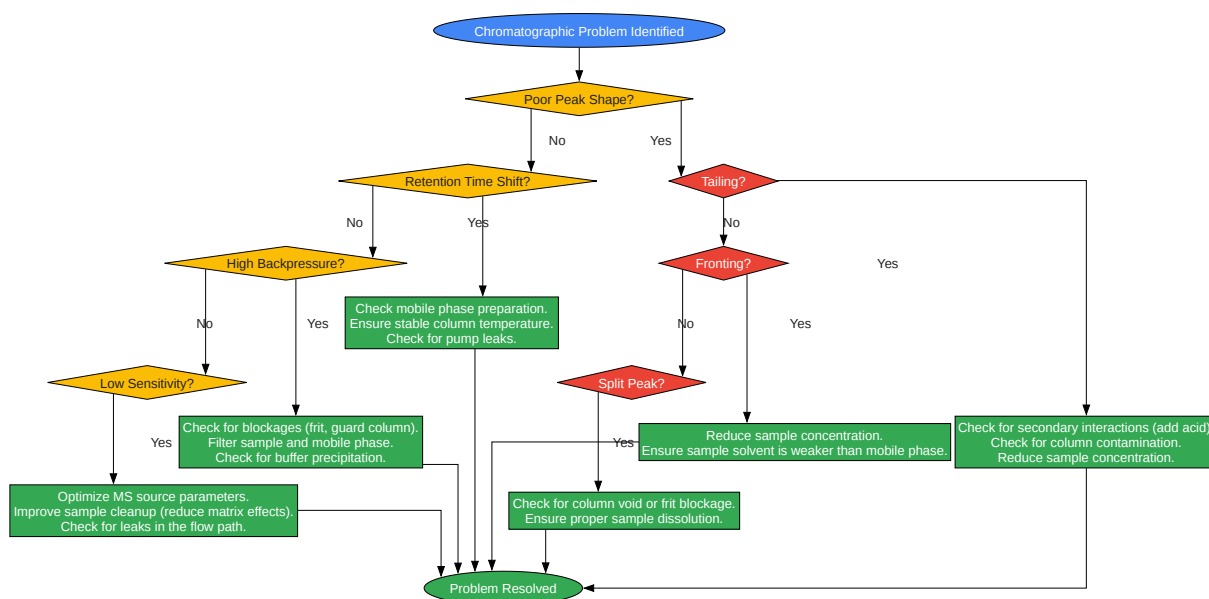 Chromatographic Problem Identified
Poor Peak Shape?
No
Yes
Retention Time Shift?
Tailing?
No
Yes
No
High Backpressure?
Fronting?
Yes
Check mobile phase preparation.
Ensure stable column temperature.
Check for pump leaks.
No
Yes
No
Yes
Low Sensitivity?
Split Peak?
Check for blockages (frit, guard column).
Filter sample and mobile phase.
Check for buffer precipitation.
Reduce sample concentration.
Ensure sample solvent is weaker than mobile phase.
Check for secondary interactions (add acid)
Check for column contamination.
Reduce sample concentration.
Yes
Yes
Optimize MS source parameters.
Improve sample cleanup (reduce matrix effects).
Check for leaks in the flow path.
Check for column void or frit blockage.
Ensure proper sample dissolution.
Problem Resolved